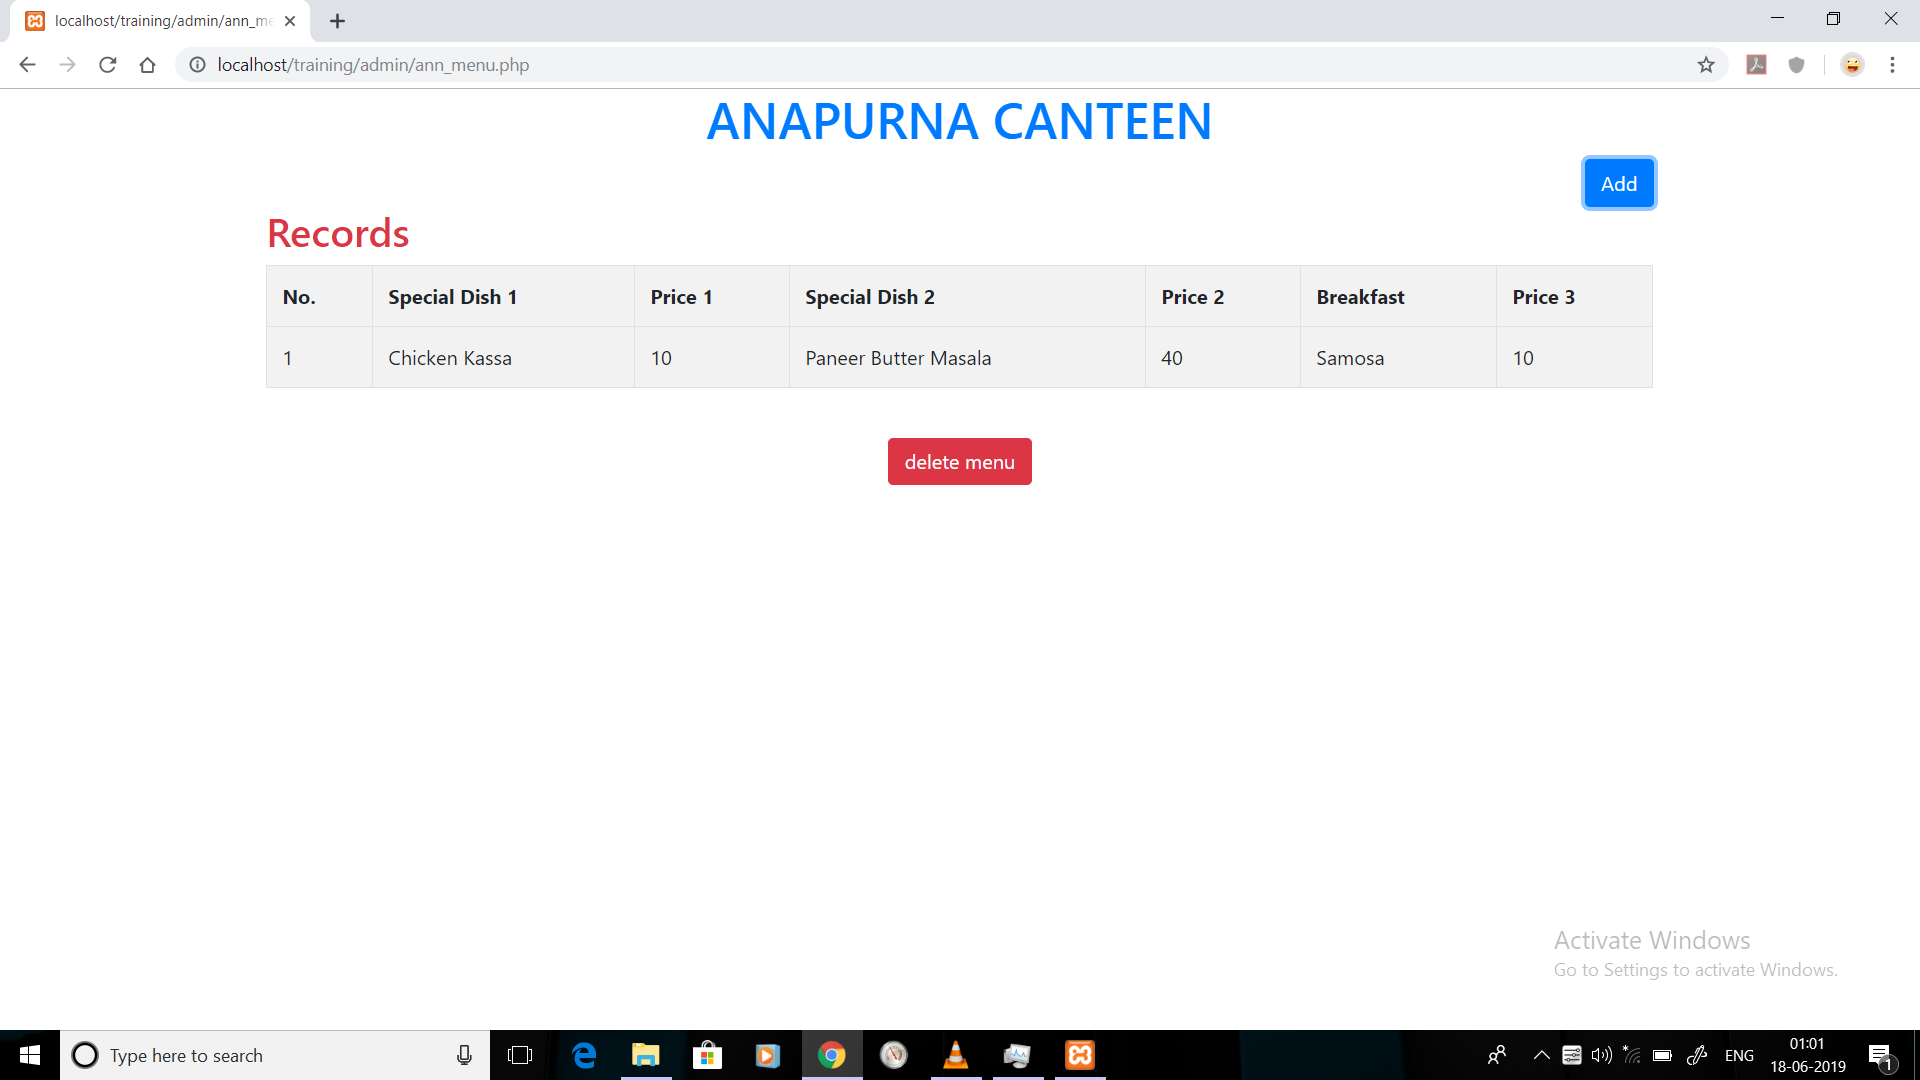 localhost/training/admin/ann_me
localhost/training/admin/ann_menu.php
ANAPURNA CANTEEN
Add
Records
No. Special Dish 1 Price 1 Special Dish 2 Price 2 Breakfast Price 3
1 Chicken Kassa 10 Paneer Butter Masala 40 Samosa 10
delete menu
Activate Windows
Go to Settings to activate Windows.
Type here to search
ENG
01:01
18-06-2019
1